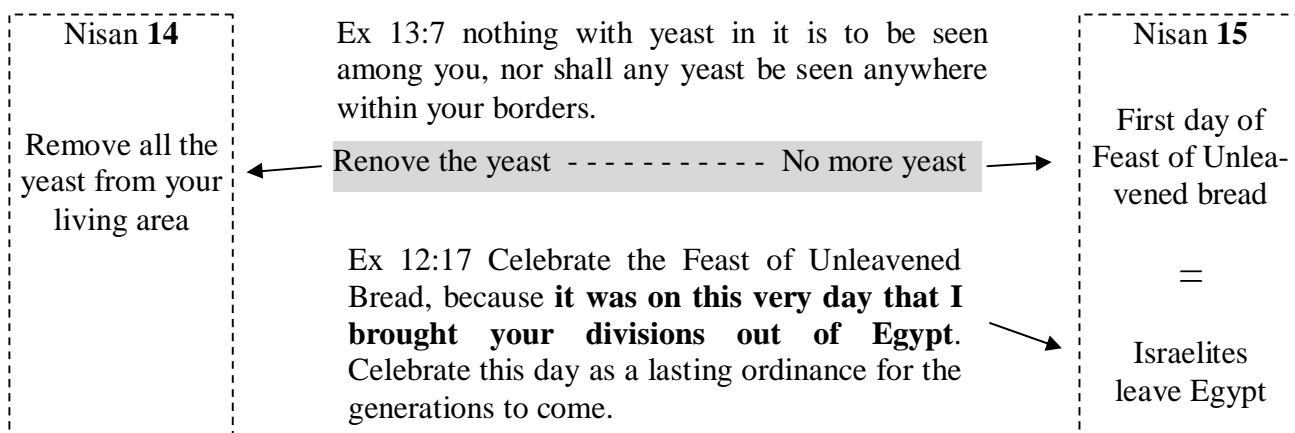 Nisan 14
Remove all the
yeast from your
living area
Ex 13:7 nothing with yeast in it is to be seen
among you, nor shall any yeast be seen anywhere
within your borders.
Renove the yeast - - - - - - - - - - - No more yeast
Ex 12:17 Celebrate the Feast of Unleavened
Bread, because it was on this very day that I
brought your divisions out of Egypt.
Celebrate this day as a lasting ordinance for the
generations to come.
Nisan 15
First day of
Feast of Unlea-
vened bread
=
Israelites
leave Egypt